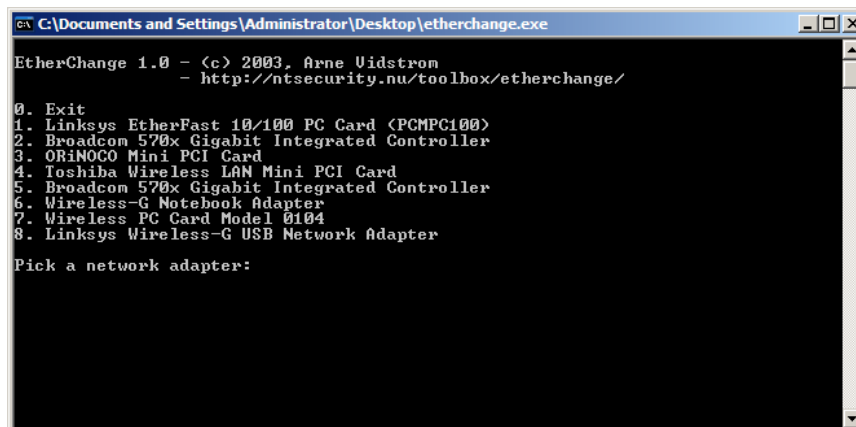 C:\Documents and Settings\Administrator\Desktop\etherchange.exe
EtherChange 1.0 - (c) 2003, Arne Vidstrom
- http://ntsecurity.nu/toolbox/etherchange/
0. Exit
1. Linksys EtherFast 10/100 PC Card (PCMPC100)
2. Broadcom 570x Gigabit Integrated Controller
3. ORiNOCO Mini PCI Card
4. Toshiba Wireless LAN Mini PCI Card
5. Broadcom 570x Gigabit Integrated Controller
6. Wireless-G Notebook Adapter
7. Wireless PC Card Model 0104
8. Linksys Wireless-G USB Network Adapter
Pick a network adapter: